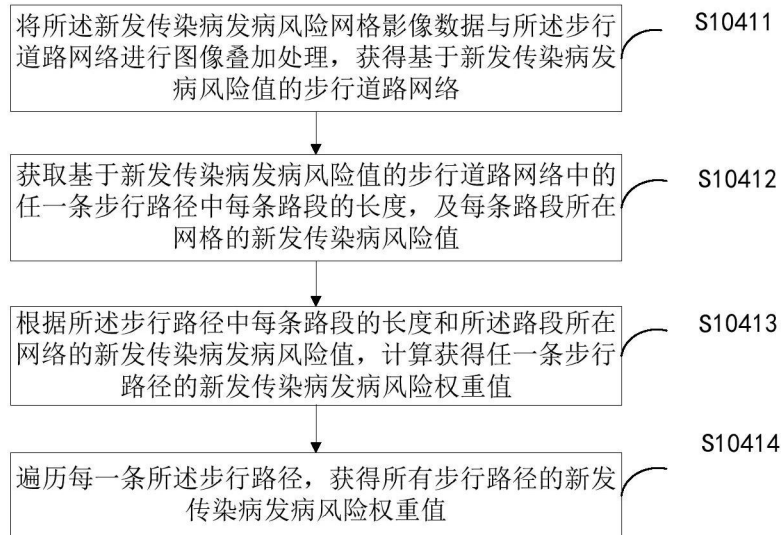 将所述新发传染病发病风险网格影像数据与所述步行
道路网络进行图像叠加处理，获得基于新发传染病发
病风险值的步行道路网络
S10411
获取基于新发传染病发病风险值的步行道路网络中的
任一条步行路径中每条路段的长度，及每条路段所在
网格的新发传染病风险值
S10412
根据所述步行路径中每条路段的长度和所述路段所在
网络的新发传染病发病风险值，计算获得任一条步行
路径的新发传染病发病风险权重值
S10413
遍历每一条所述步行路径，获得所有步行路径的新发
传染病发病风险权重值
S10414